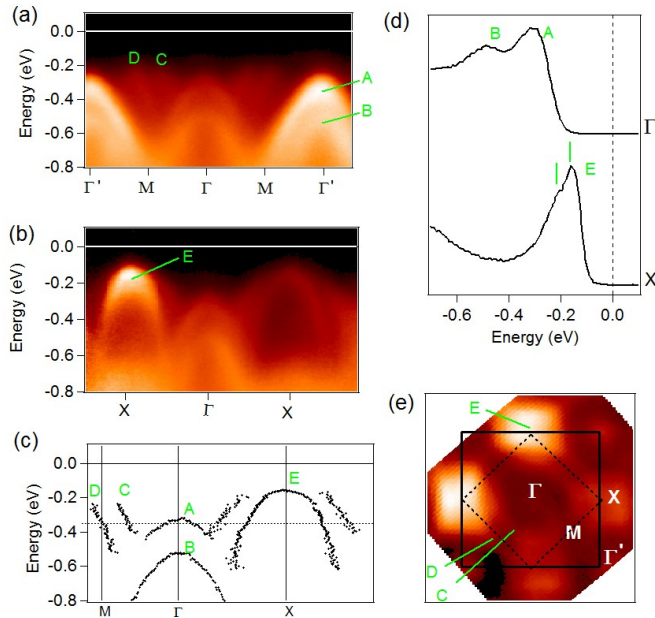 (a)
0.0
-0.2
-0.4
-0.6
-0.8
Energy (eV)
D C
A
B
Γ' M Γ M Γ'
(b)
0.0
-0.2
-0.4
-0.6
-0.8
Energy (eV)
E
X Γ X
(c)
0.0
-0.2
-0.4
-0.6
-0.8
Energy (eV)
D C A E
B
M Γ X
(d)
B A
Γ
E
X
-0.6 -0.4 -0.2 0.0
Energy (eV)
(e)
E
Γ X
M
Γ'
D
C